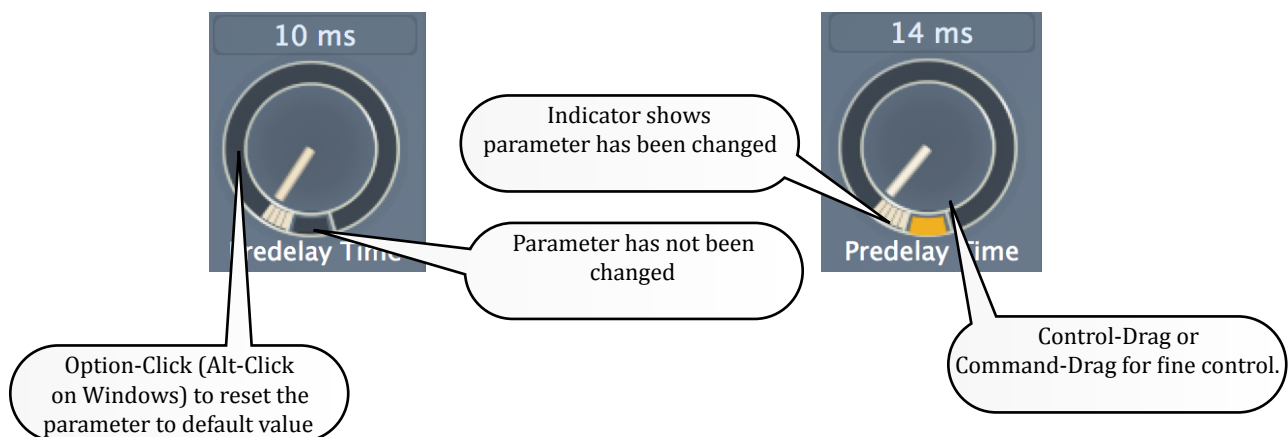 10 ms
Predelay Time
14 ms
Predelay Time
Indicator shows
parameter has been changed
Parameter has not been
changed
Option-Click (Alt-Click
on Windows) to reset the
parameter to default value
Control-Drag or
Command-Drag for fine control.